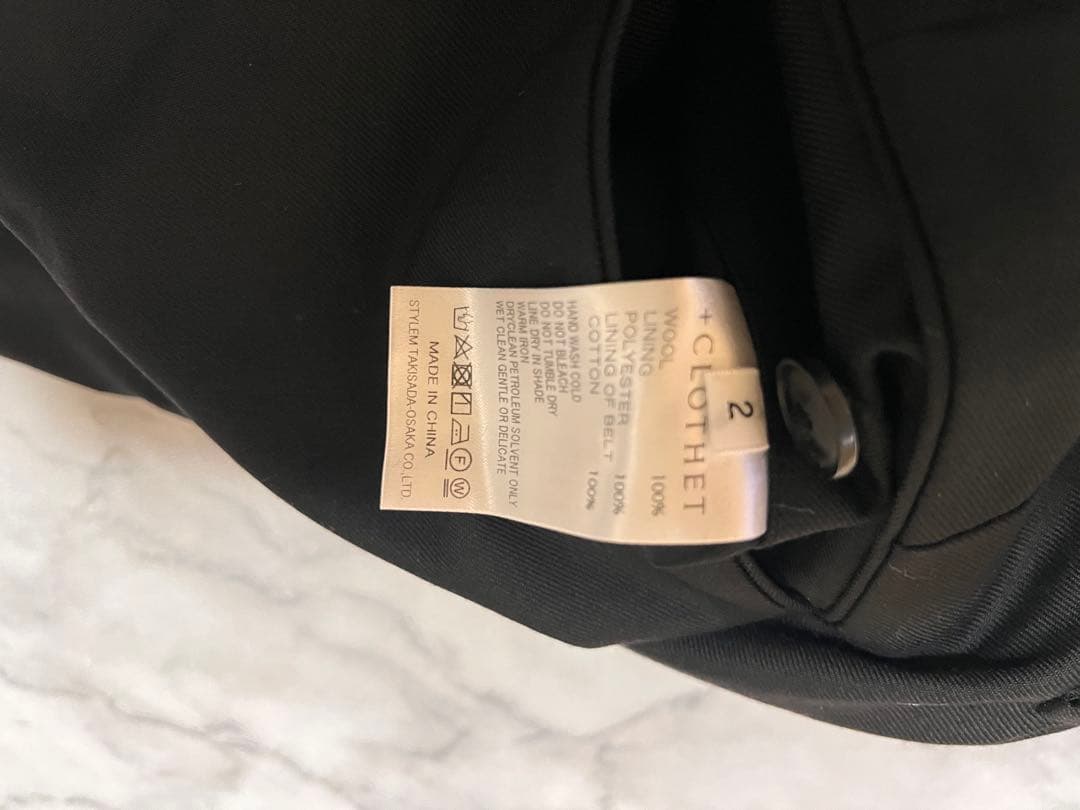 +CLOTHET
2
WOOL 100%
LINING
POLYESTER 100%
LINING OF BELT
COTTON 100%
HAND WASH COLD
DO NOT BLEACH
DO NOT TUMBLE DRY
LINE DRY IN SHADE
WARM IRON
DRYCLEAN PETROLEUM SOLVENT ONLY
WET CLEAN GENTLE OR DELICATE
F W
MADE IN CHINA
STYLEM TAKISADA-OSAKA CO.,LTD.